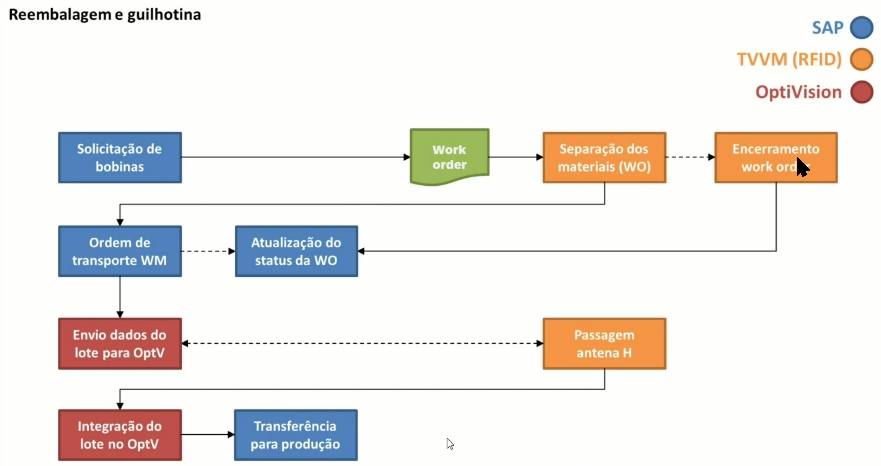 Reembalagem e guilhotina
SAP
TVVM (RFID)
OptiVision
Solicitação de
bobinas
Work
order
Separação dos
materiais (WO)
Encerramento
work
Ordem de
transporte WM
Atualização do
status da WO
Envio dados do
lote para OptV
Passagem
antena H
Integração do
lote no OptV
Transferência
para produção